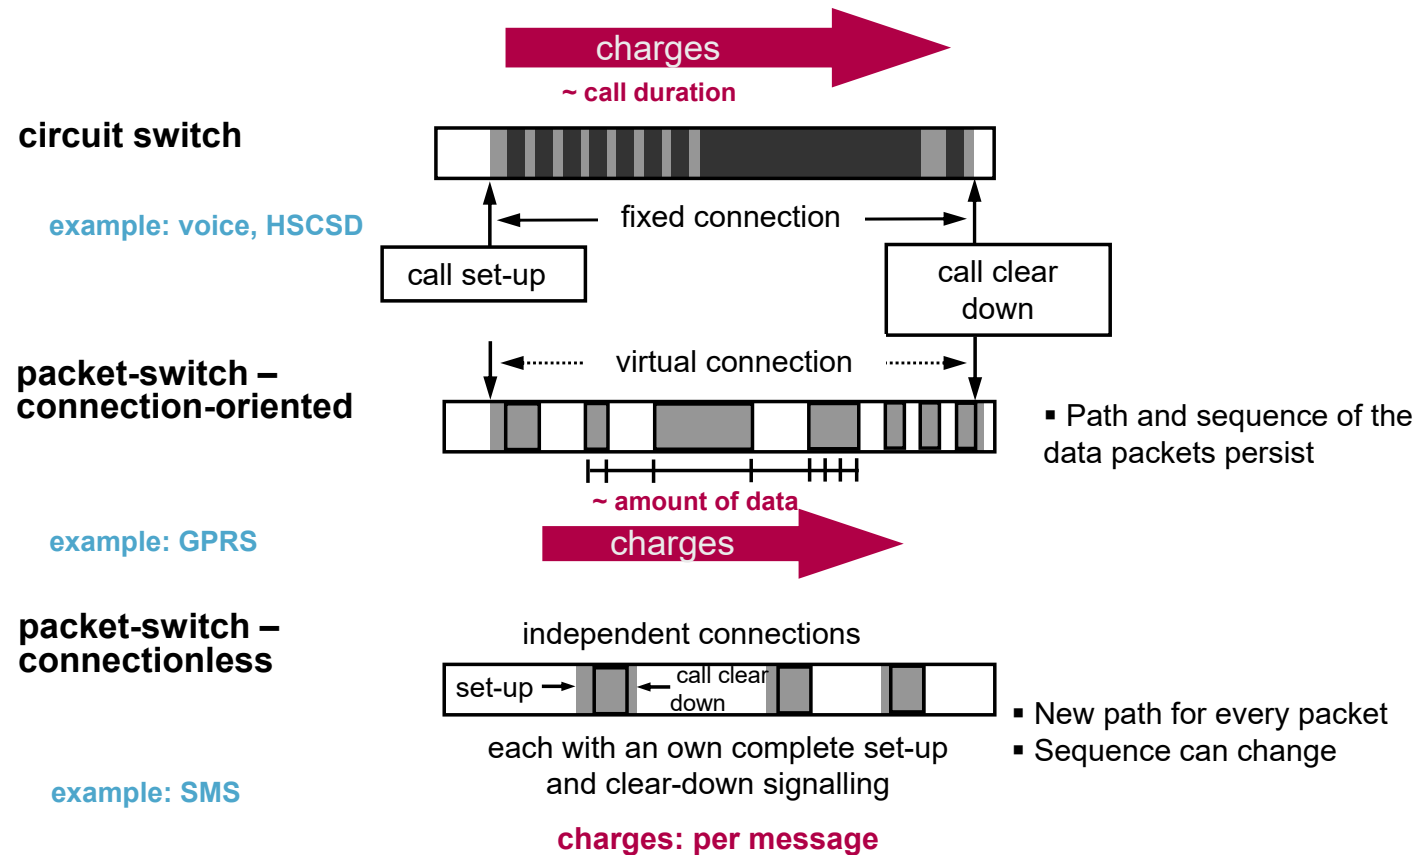 charges
~ call duration
circuit switch
example: voice, HSCSD
fixed connection
call set-up
call clear
down
packet-switch –
connection-oriented
virtual connection
▪ Path and sequence of the
data packets persist
~ amount of data
example: GPRS
charges
packet-switch –
connectionless
independent connections
set-up
call clear
down
▪ New path for every packet
▪ Sequence can change
each with an own complete set-up
and clear-down signalling
example: SMS
charges: per message